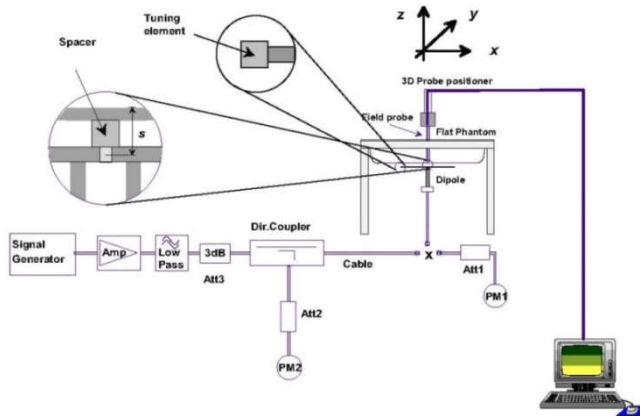 Tuning
element
Spacer
s
z
y
x
3D Probe positioner
Field probe
Flat Phantom
Dipole
Signal
Generator
Amp
Low
Pass
3dB
Att3
Dir.Coupler
Cable
X
Att1
PM1
Att2
PM2